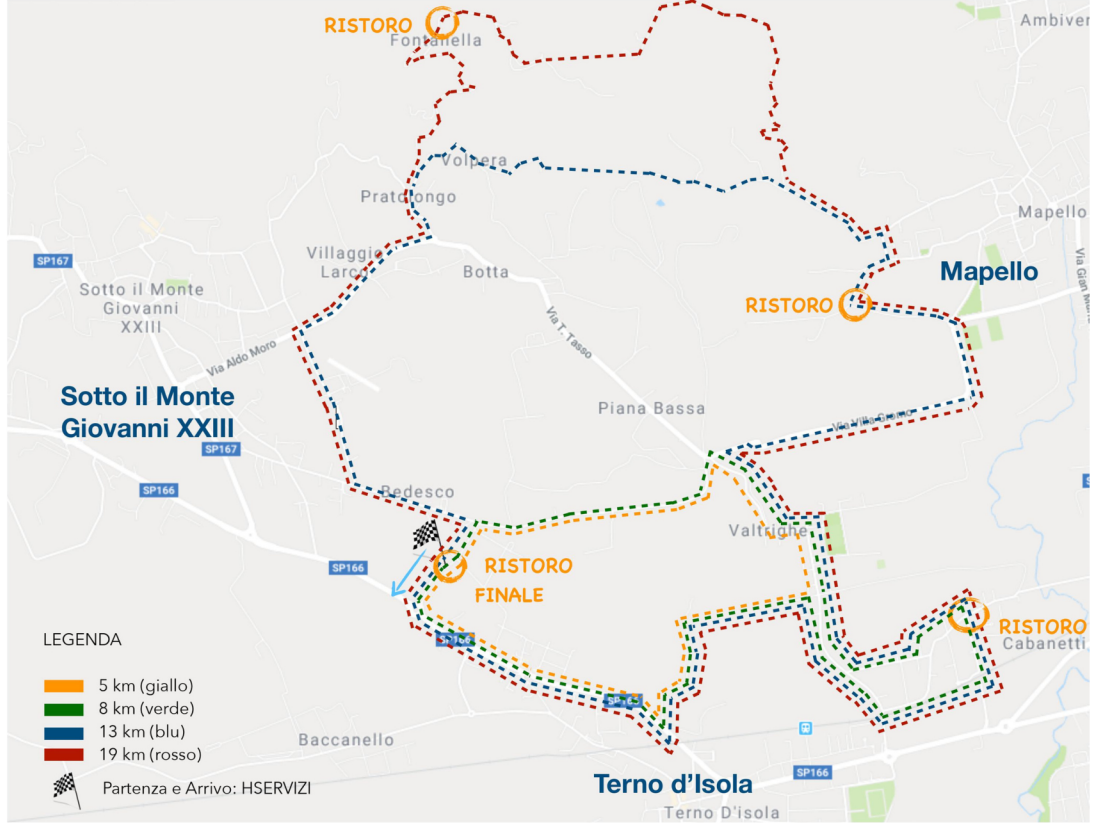 RISTORO
Fontanella
Ambiver
Volpera
Pratolongo
Mapello
Villaggio
Larco
Botta
SP167
Sotto il Monte
Giovanni
XXIII
Mapello
RISTORO
Via T. Tasso
Via Aldo Moro
Sotto il Monte
Giovanni XXIII
Piana Bassa
Via Villa Gromo
SP167
SP166
Bedesco
Valtrighe
SP166
RISTORO
FINALE
RISTORO
Cabanetti
SP166
LEGENDA
5 km (giallo)
8 km (verde)
13 km (blu)
19 km (rosso)
Partenza e Arrivo: HSERVIZI
Baccanello
SP166
Terno d'Isola
Terno D'isola